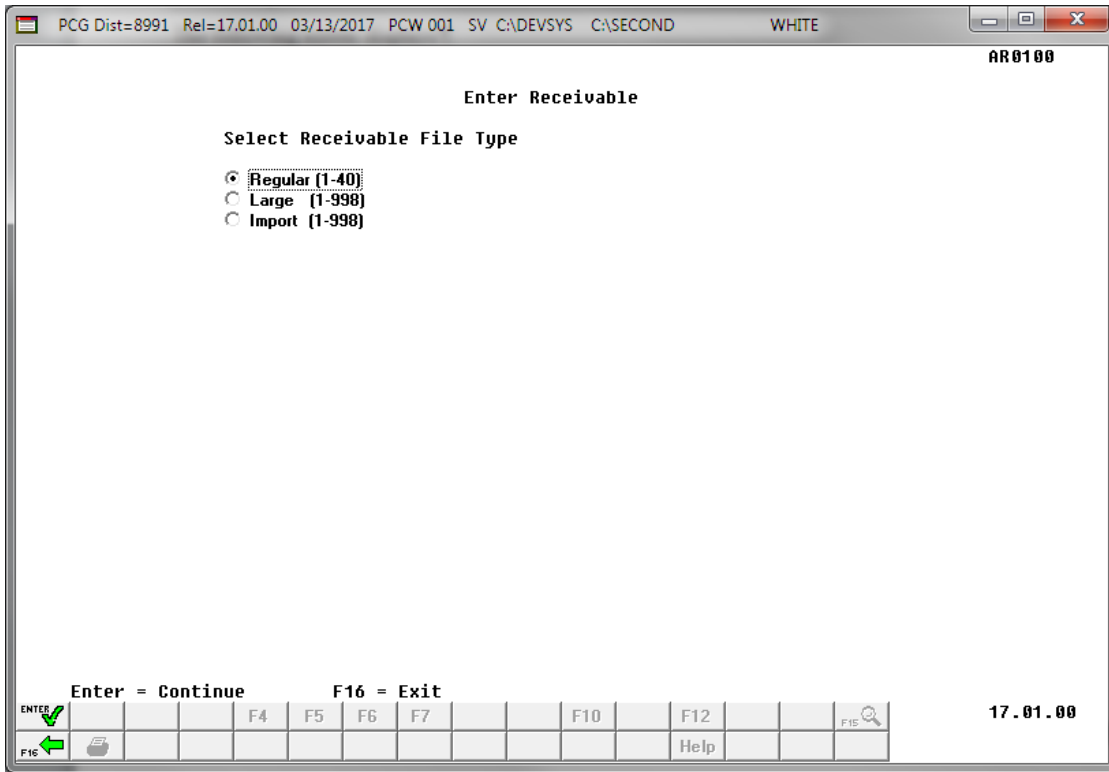 PCG Dist=8991 Rel=17.01.00 03/13/2017 PCW 001 SV C:\DEVSYS C:\SECOND WHITE
AR0100
Enter Receivable
Select Receivable File Type
Regular (1-40)
Large (1-998)
Import (1-998)
Enter = Continue F16 = Exit
ENTER F4 F5 F6 F7 F10 F12 F15
17.01.00
F16 Help